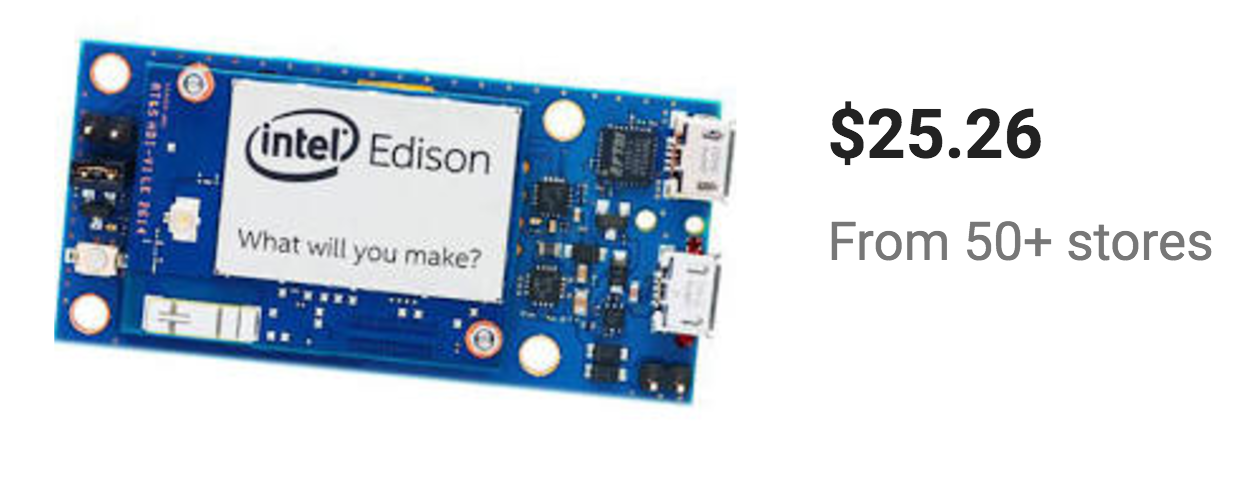 intel Edison
What will you make?
$25.26
From 50+ stores